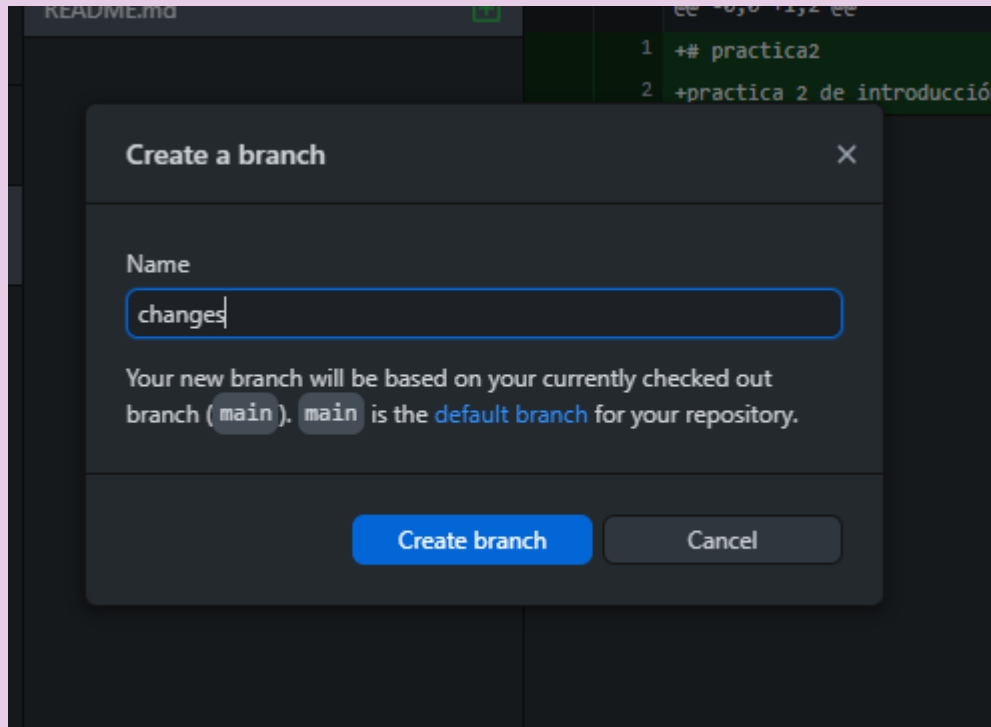 README.md
@@ -0,0 +1,2 @@
1 +# practica2
2 +practica 2 de introducció
Create a branch
Name
changes
Your new branch will be based on your currently checked out
branch (main). main is the default branch for your repository.
Create branch Cancel